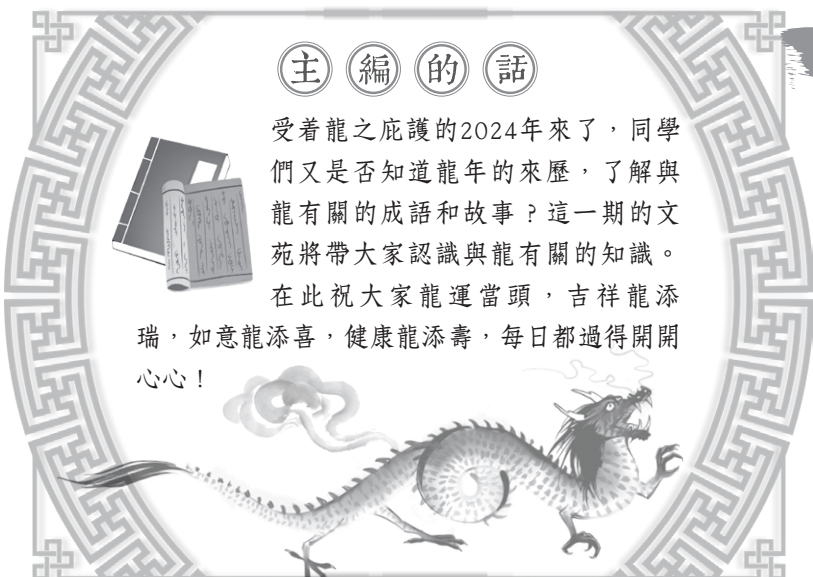 主編的話
受着龍之庇護的2024年來了，同學
們又是否知道龍年的來歷，了解與
龍有關的成語和故事？這一期的文
苑將帶大家認識與龍有關的知識。
在此祝大家龍運當頭，吉祥龍添
瑞，如意龍添喜，健康龍添壽，每日都過得開開
心心！